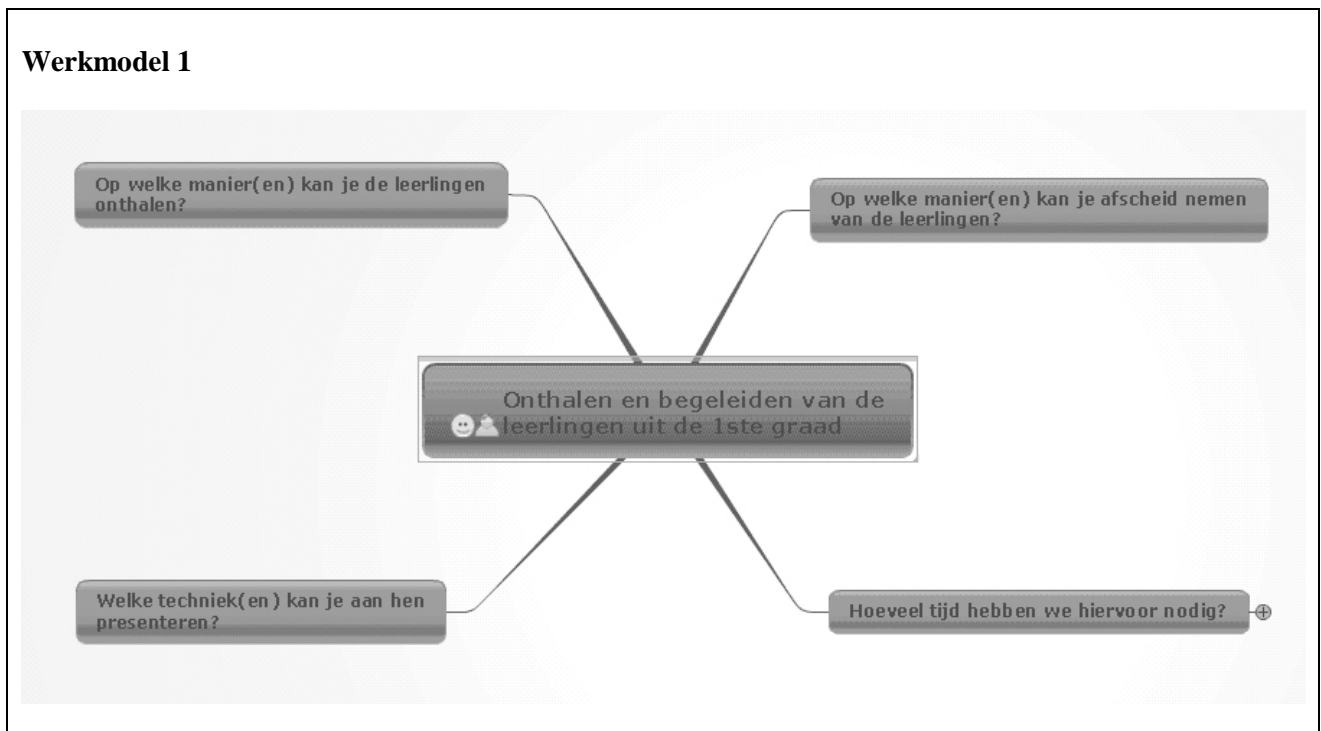 Werkmodel 1
Op welke manier(en) kan je de leerlingen
onthalen?
Op welke manier(en) kan je afscheid nemen
van de leerlingen?
Onthalen en begeleiden van de
leerlingen uit de 1ste graad
Welke techniek(en) kan je aan hen
presenteren?
Hoeveel tijd hebben we hiervoor nodig?